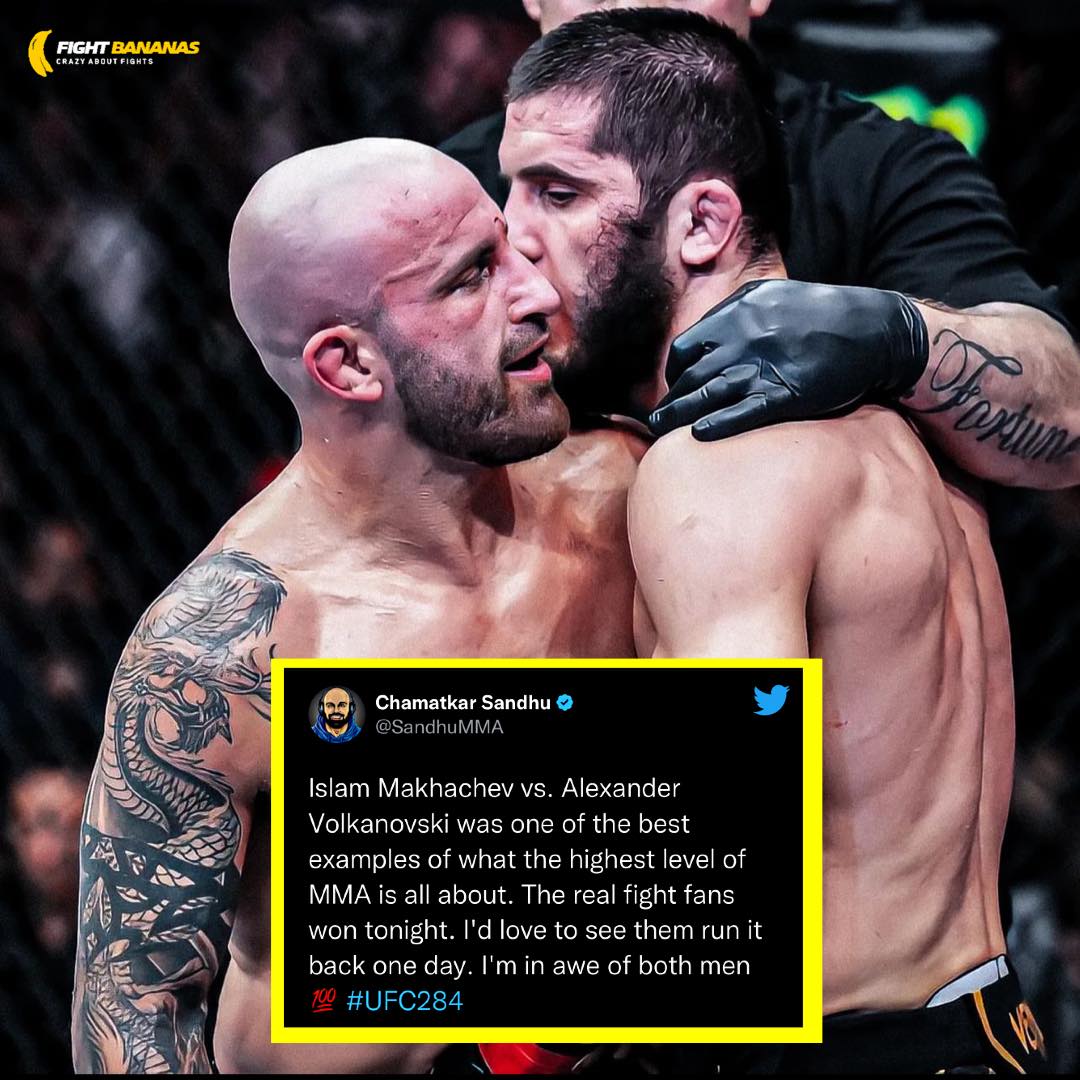 FIGHT BANANAS
CRAZY ABOUT FIGHTS
Fortune
Chamatkar Sandhu
@SandhuMMA
Islam Makhachev vs. Alexander
Volkanovski was one of the best
examples of what the highest level of
MMA is all about. The real fight fans
won tonight. I'd love to see them run it
back one day. I'm in awe of both men
💯 #UFC284